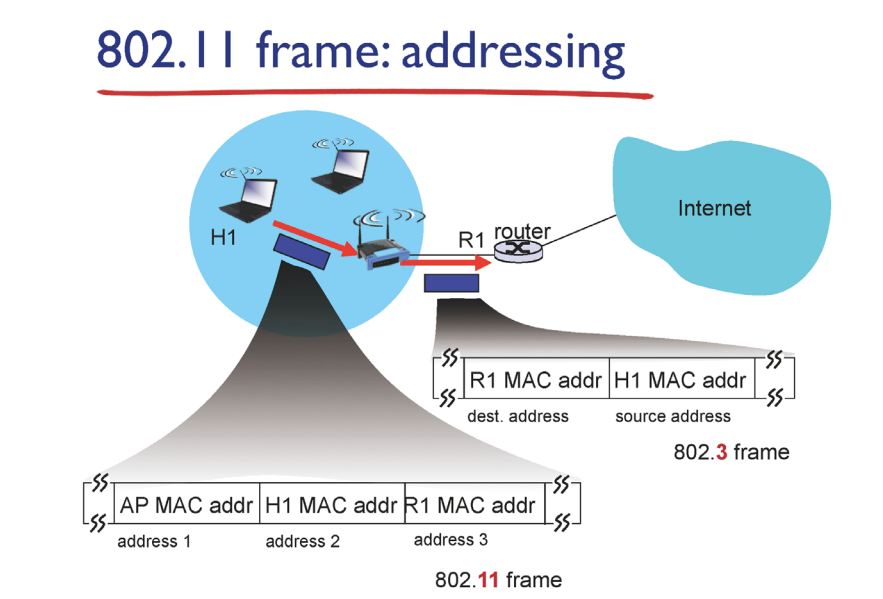 802.11 frame: addressing
Internet
router
R1
H1
R1 MAC addr H1 MAC addr
dest. address source address
802.3 frame
AP MAC addr H1 MAC addr R1 MAC addr
address 1 address 2 address 3
802.11 frame